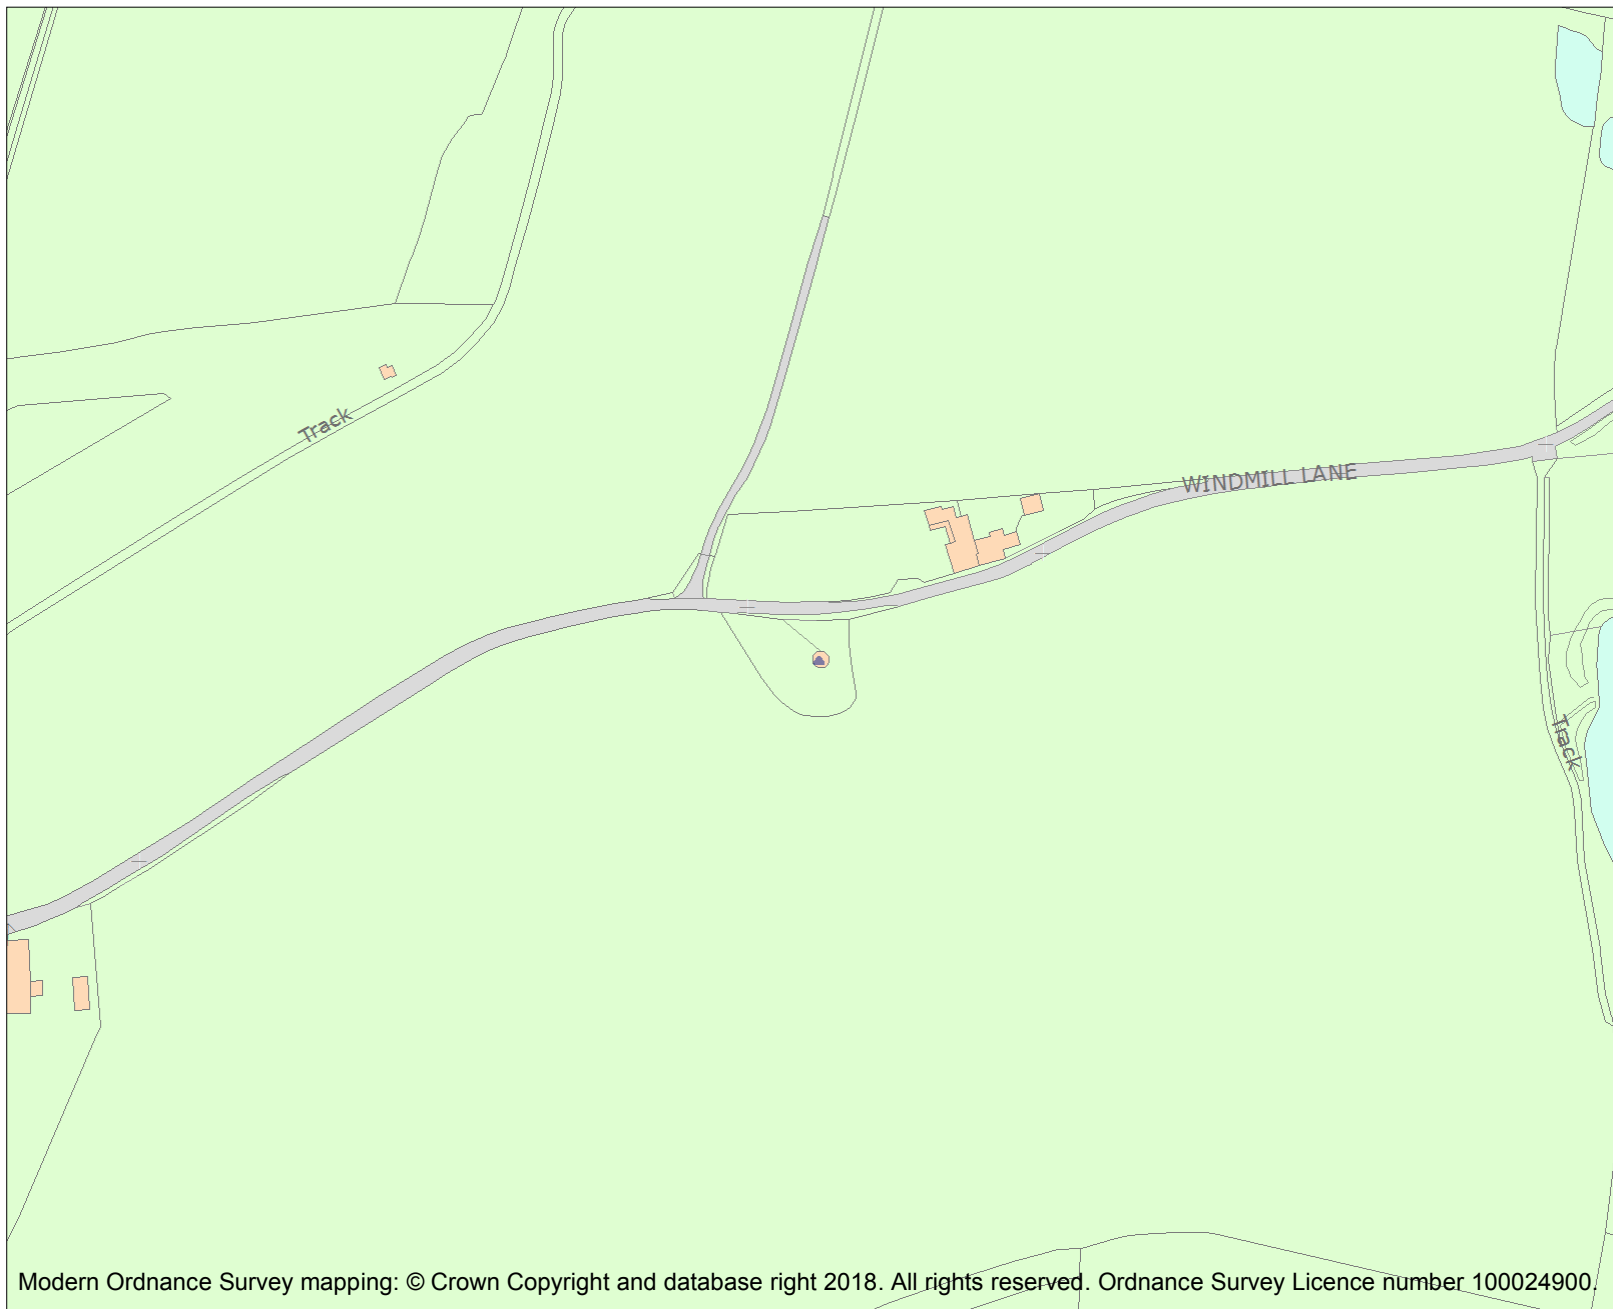 Track
WINDMILL LANE
Track
Modern Ordnance Survey mapping: © Crown Copyright and database right 2018. All rights reserved. Ordnance Survey Licence number 100024900.